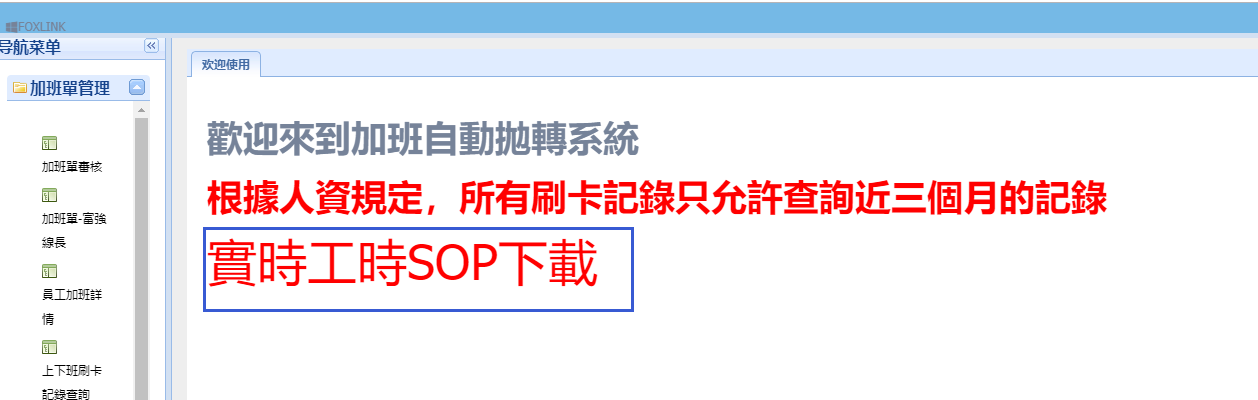 FOXLINK
导航菜单
欢迎使用
加班單管理
加班單審核
加班單-富強
線長
員工加班詳
情
上下班刷卡
記錄查詢
歡迎來到加班自動拋轉系統
根據人資規定，所有刷卡記錄只允許查詢近三個月的記錄
實時工時SOP下載